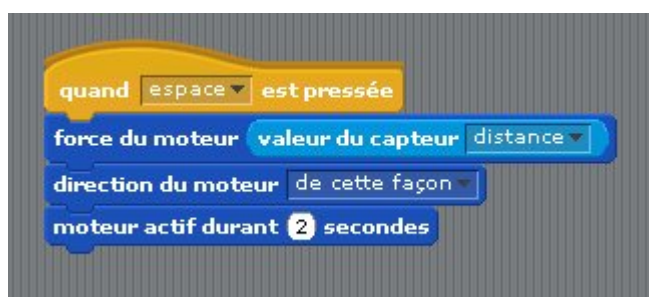 quand espace est pressée
force du moteur valeur du capteur distance
direction du moteur de cette façon
moteur actif durant 2 secondes